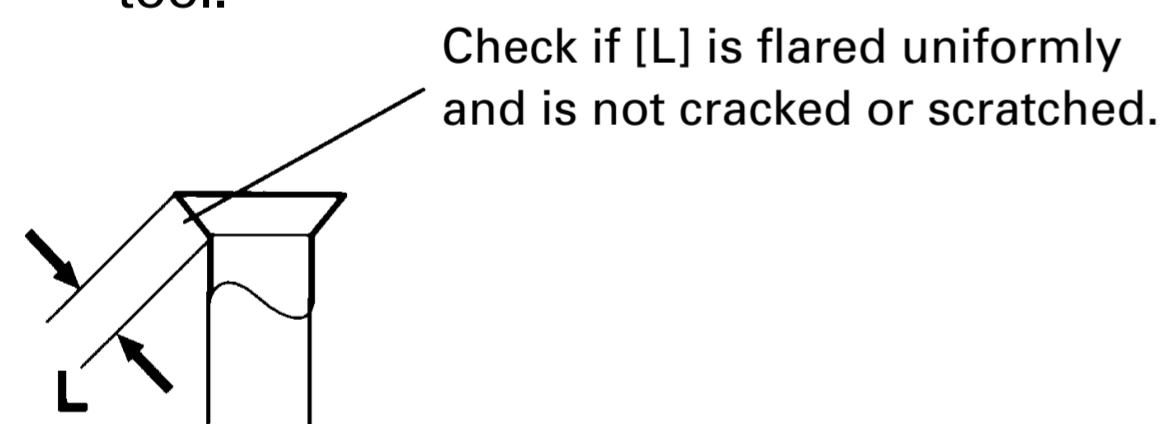 tool.
Check if [L] is flared uniformly
and is not cracked or scratched.
L